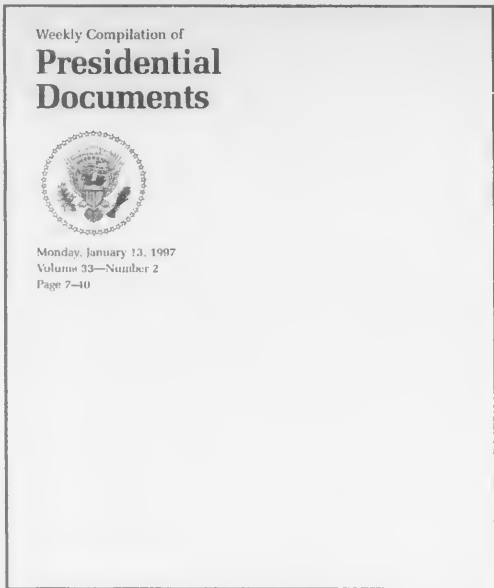 Weekly Compilation of
Presidential
Documents
Monday, January 13, 1997
Volume 33—Number 2
Page 7–40